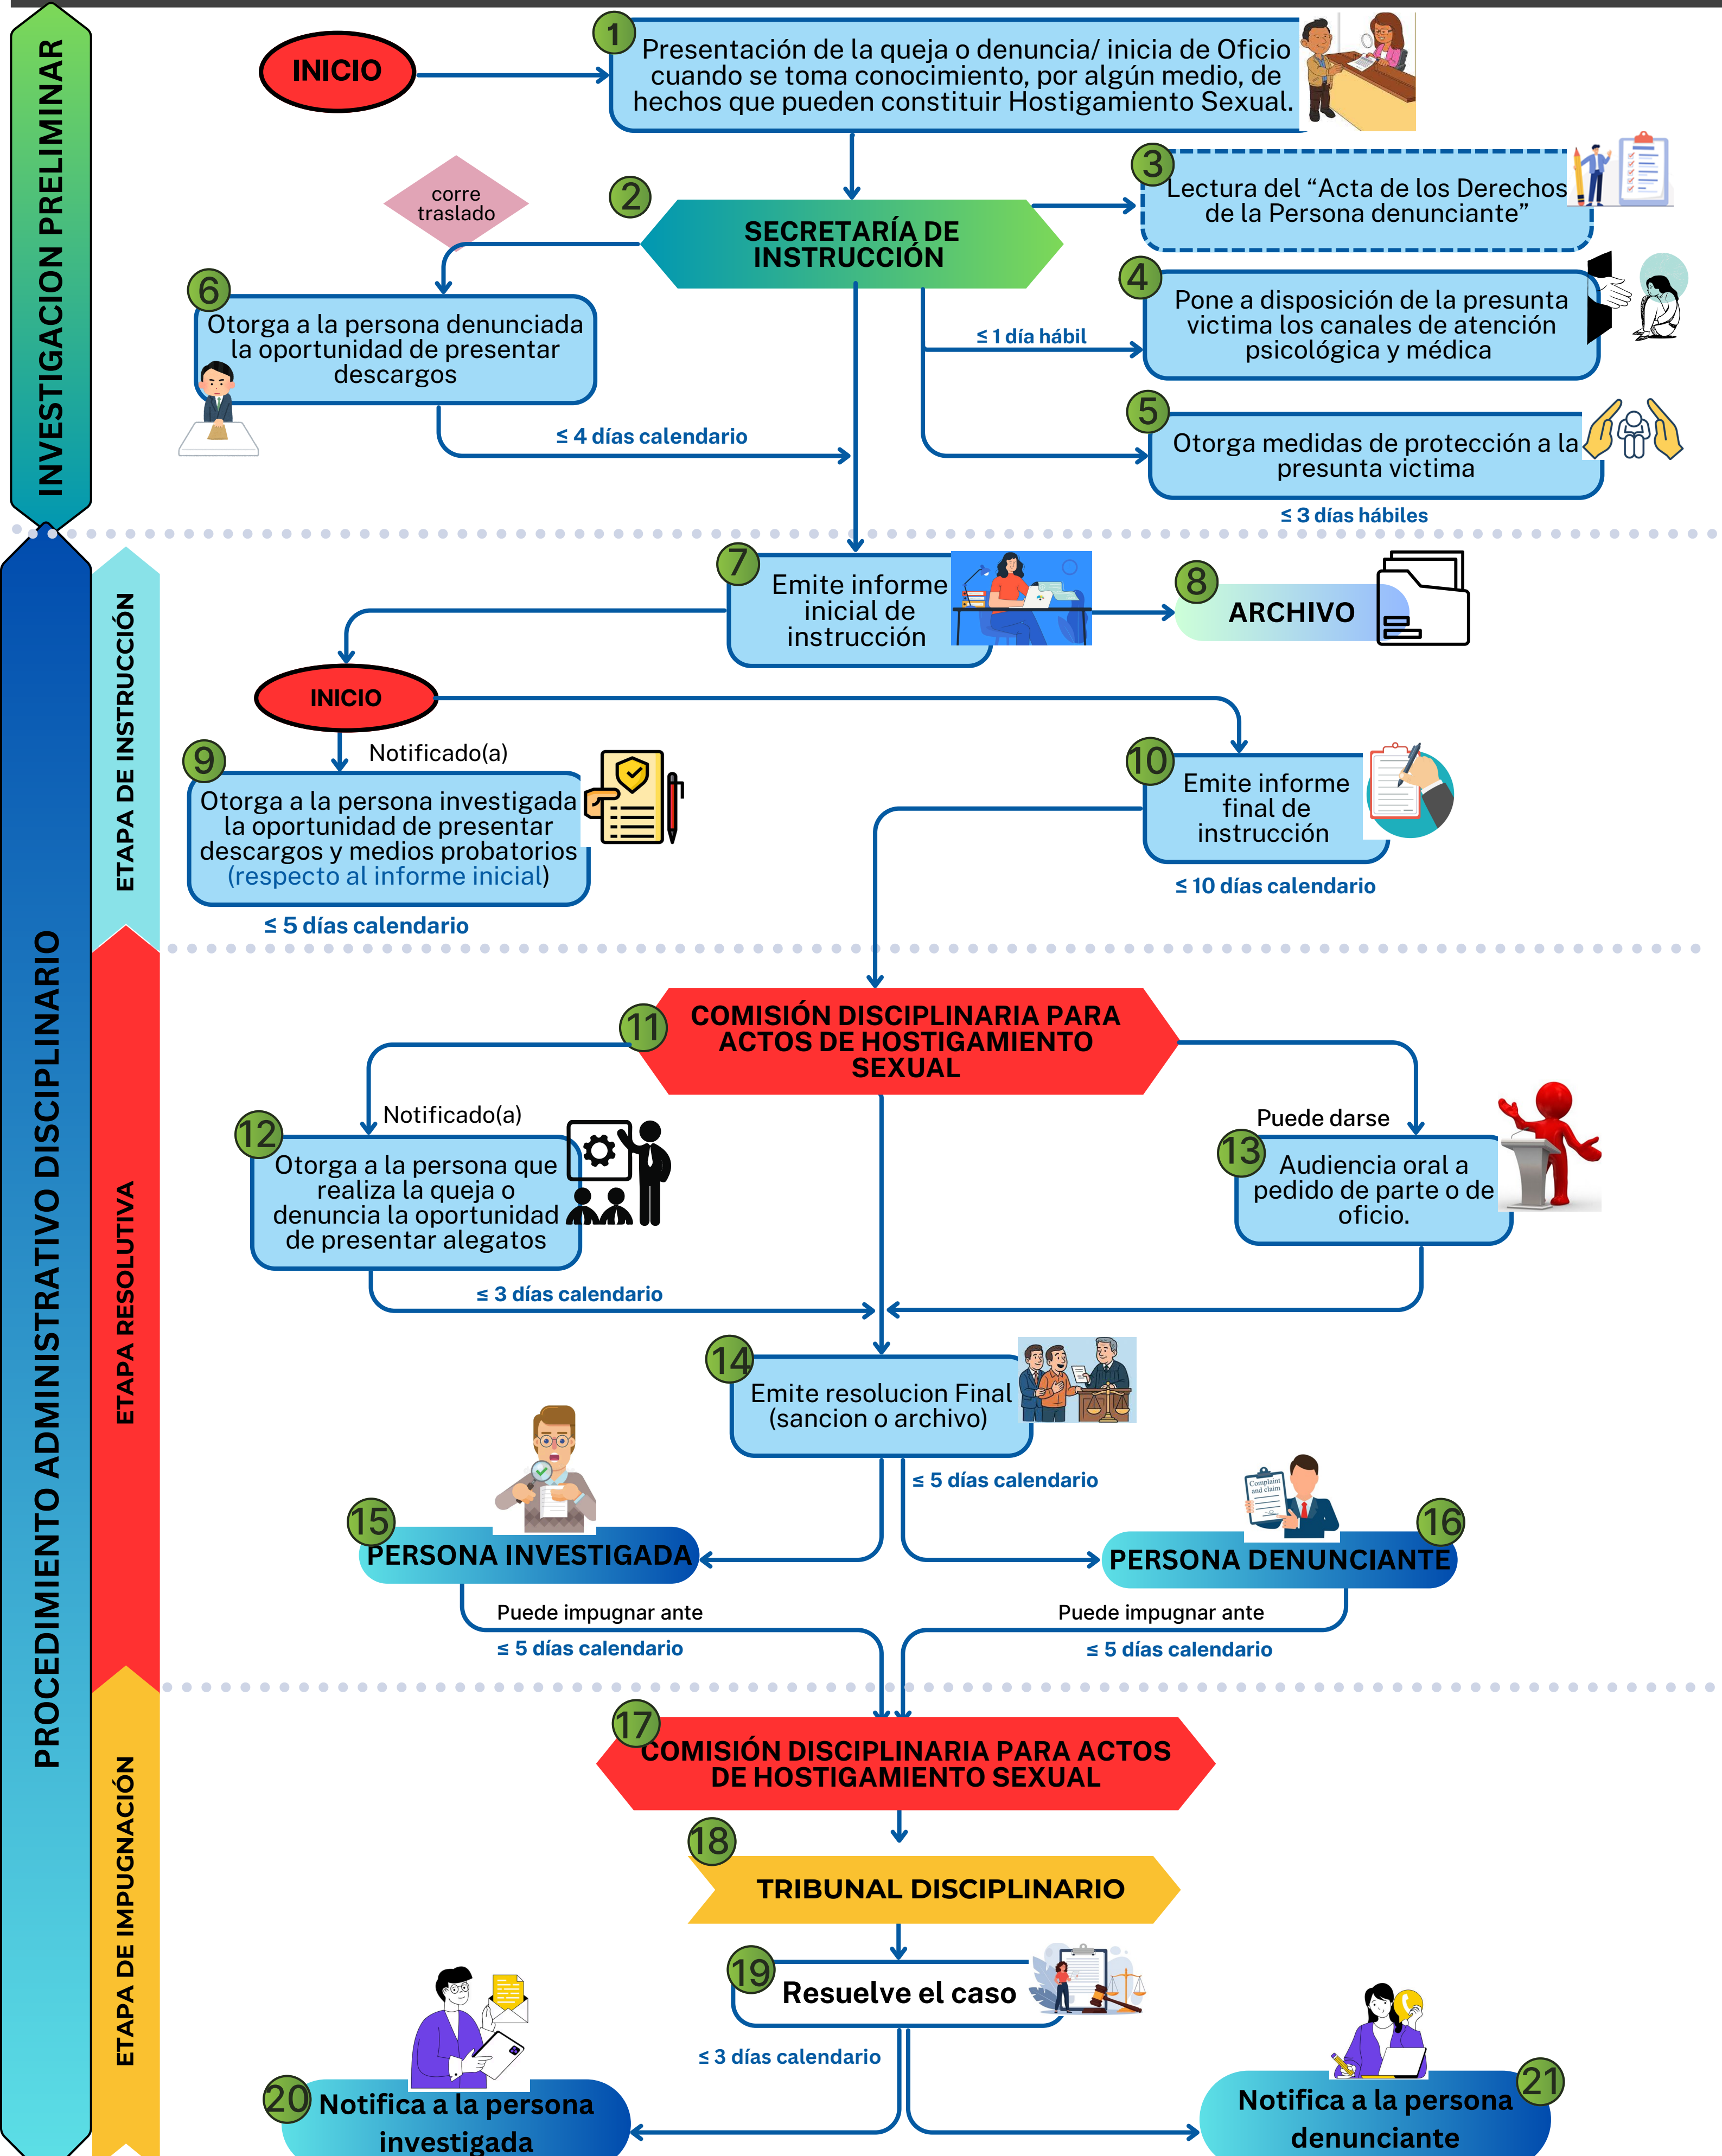 INVESTIGACION PRELIMINAR
INICIO
1
Presentación de la queja o denuncia/ inicia de Oficio
cuando se toma conocimiento, por algún medio, de
hechos que pueden constituir Hostigamiento Sexual.
corre
traslado
2
SECRETARÍA DE
INSTRUCCIÓN
3
Lectura del “Acta de los Derechos
de la Persona denunciante”
4
Pone a disposición de la presunta
victima los canales de atención
psicológica y médica
≤ 1 día hábil
5
Otorga medidas de protección a la
presunta victima
≤ 3 días hábiles
6
Otorga a la persona denunciada
la oportunidad de presentar
descargos
≤ 4 días calendario
PROCEDIMIENTO ADMINISTRATIVO DISCIPLINARIO
ETAPA DE INSTRUCCIÓN
7
Emite informe
inicial de
instrucción
8
ARCHIVO
INICIO
Notificado(a)
9
Otorga a la persona investigada
la oportunidad de presentar
descargos y medios probatorios
(respecto al informe inicial)
≤ 5 días calendario
10
Emite informe
final de
instrucción
≤ 10 días calendario
ETAPA RESOLUTIVA
11
COMISIÓN DISCIPLINARIA PARA
ACTOS DE HOSTIGAMIENTO
SEXUAL
Notificado(a)
12
Otorga a la persona que
realiza la queja o
denuncia la oportunidad
de presentar alegatos
≤ 3 días calendario
Puede darse
13
Audiencia oral a
pedido de parte o de
oficio.
14
Emite resolucion Final
(sancion o archivo)
≤ 5 días calendario
15
PERSONA INVESTIGADA
Complaint
and claim
16
PERSONA DENUNCIANTE
Puede impugnar ante
≤ 5 días calendario
Puede impugnar ante
≤ 5 días calendario
ETAPA DE IMPUGNACIÓN
17
COMISIÓN DISCIPLINARIA PARA ACTOS
DE HOSTIGAMIENTO SEXUAL
18
TRIBUNAL DISCIPLINARIO
19
Resuelve el caso
≤ 3 días calendario
20
Notifica a la persona
investigada
21
Notifica a la persona
denunciante